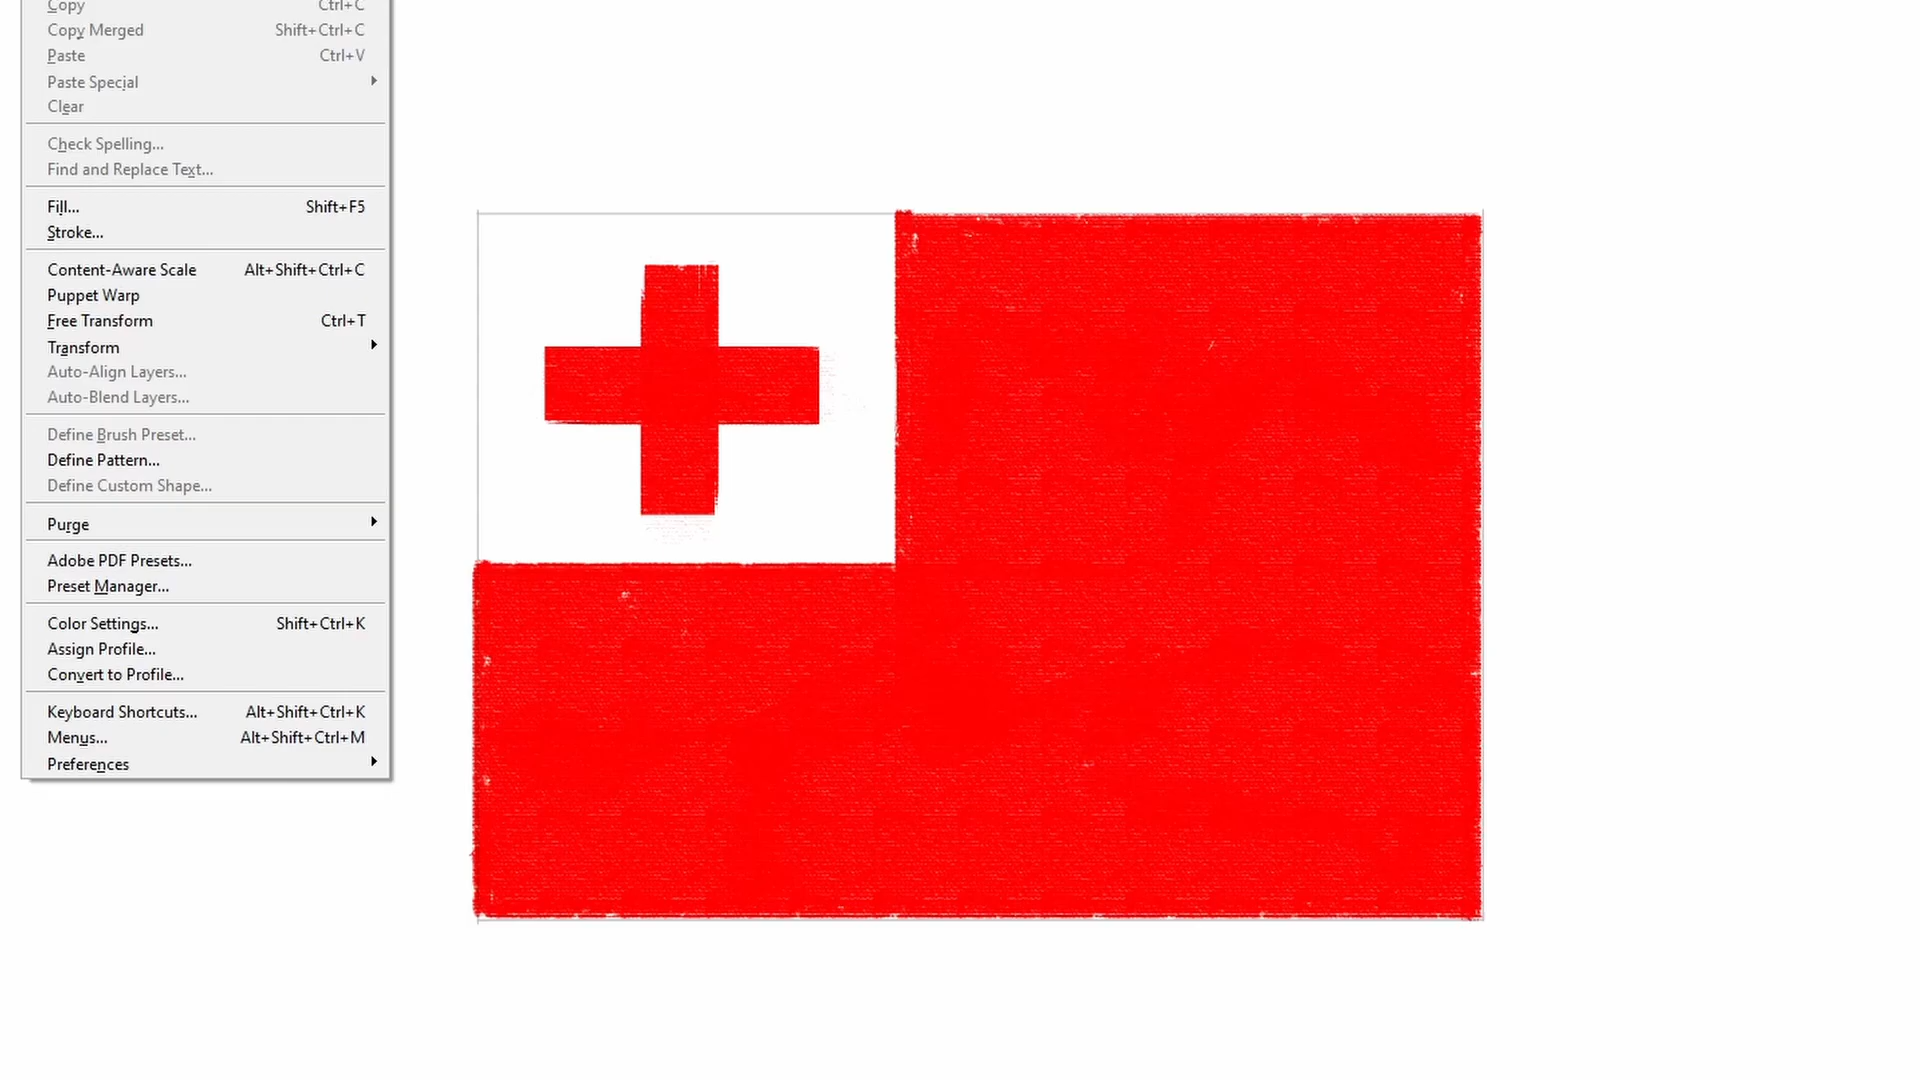 Copy Ctrl+C
Copy Merged Shift+Ctrl+C
Paste Ctrl+V
Paste Special
Clear
Check Spelling...
Find and Replace Text...
Fill... Shift+F5
Stroke...
Content-Aware Scale Alt+Shift+Ctrl+C
Puppet Warp
Free Transform Ctrl+T
Transform
Auto-Align Layers...
Auto-Blend Layers...
Define Brush Preset...
Define Pattern...
Define Custom Shape...
Purge
Adobe PDF Presets...
Preset Manager...
Color Settings... Shift+Ctrl+K
Assign Profile...
Convert to Profile...
Keyboard Shortcuts... Alt+Shift+Ctrl+K
Menus... Alt+Shift+Ctrl+M
Preferences